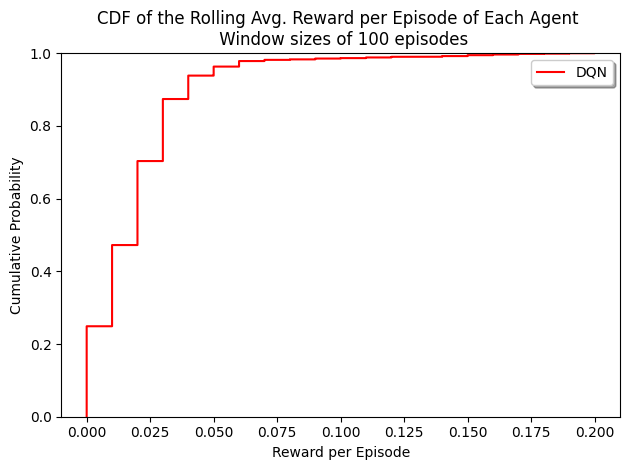 CDF of the Rolling Avg. Reward per Episode of Each Agent
Window sizes of 100 episodes
DQN
Cumulative Probability
1.0
0.8
0.6
0.4
0.2
0.0
0.000 0.025 0.050 0.075 0.100 0.125 0.150 0.175 0.200
Reward per Episode